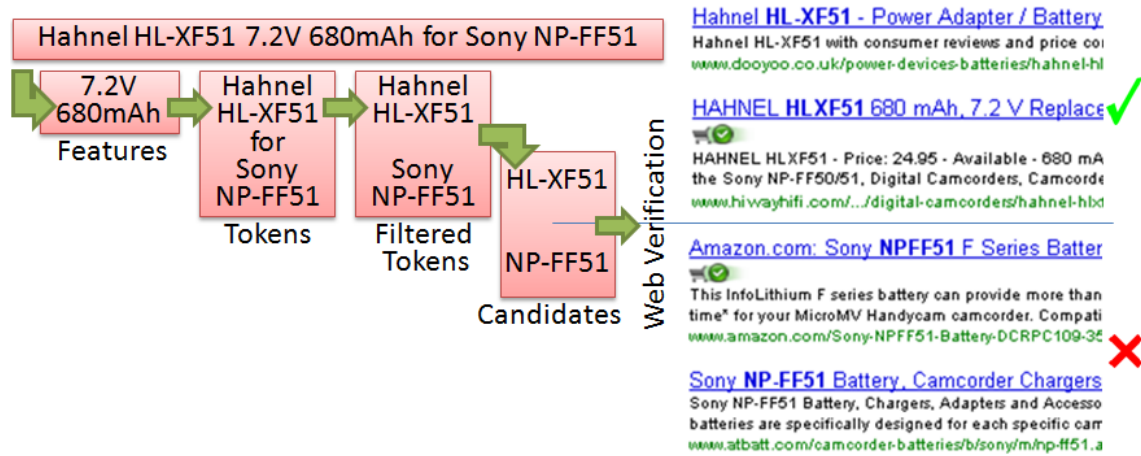 Hahnel HL-XF51 7.2V 680mAh for Sony NP-FF51
7.2V
680mAh
Features
Hahnel
HL-XF51
for
Sony
NP-FF51
Tokens
Hahnel
HL-XF51
Sony
NP-FF51
Filtered
Tokens
HL-XF51
NP-FF51
Candidates
Web Verification
Hahnel HL-XF51 - Power Adapter / Battery
Hahnel HL-XF51 with consumer reviews and price co
www.dooyoo.co.uk/power-devices-batteries/hahnel-hl
HAHNEL HLXF51 680 mAh, 7.2 V Replace
HAHNEL HLXF51 - Price: 24.95 - Available - 680 mA
the Sony NP-FF50/51, Digital Camcorders, Camcorde
www.hiwayhifi.com/.../digital-camcorders/hahnel-hlxf
Amazon.com: Sony NPFF51 F Series Batter
This InfoLithium F series battery can provide more than
time* for your MicroMV Handycam camcorder. Compati
www.amazon.com/Sony-NPFF51-Battery-DCRPC109-35
Sony NP-FF51 Battery, Camcorder Chargers
Sony NP-FF51 Battery, Chargers, Adapters and Accesso
batteries are specifically designed for each specific cam
www.atbatt.com/camcorder-batteries/b/sony/m/np-ff51.a